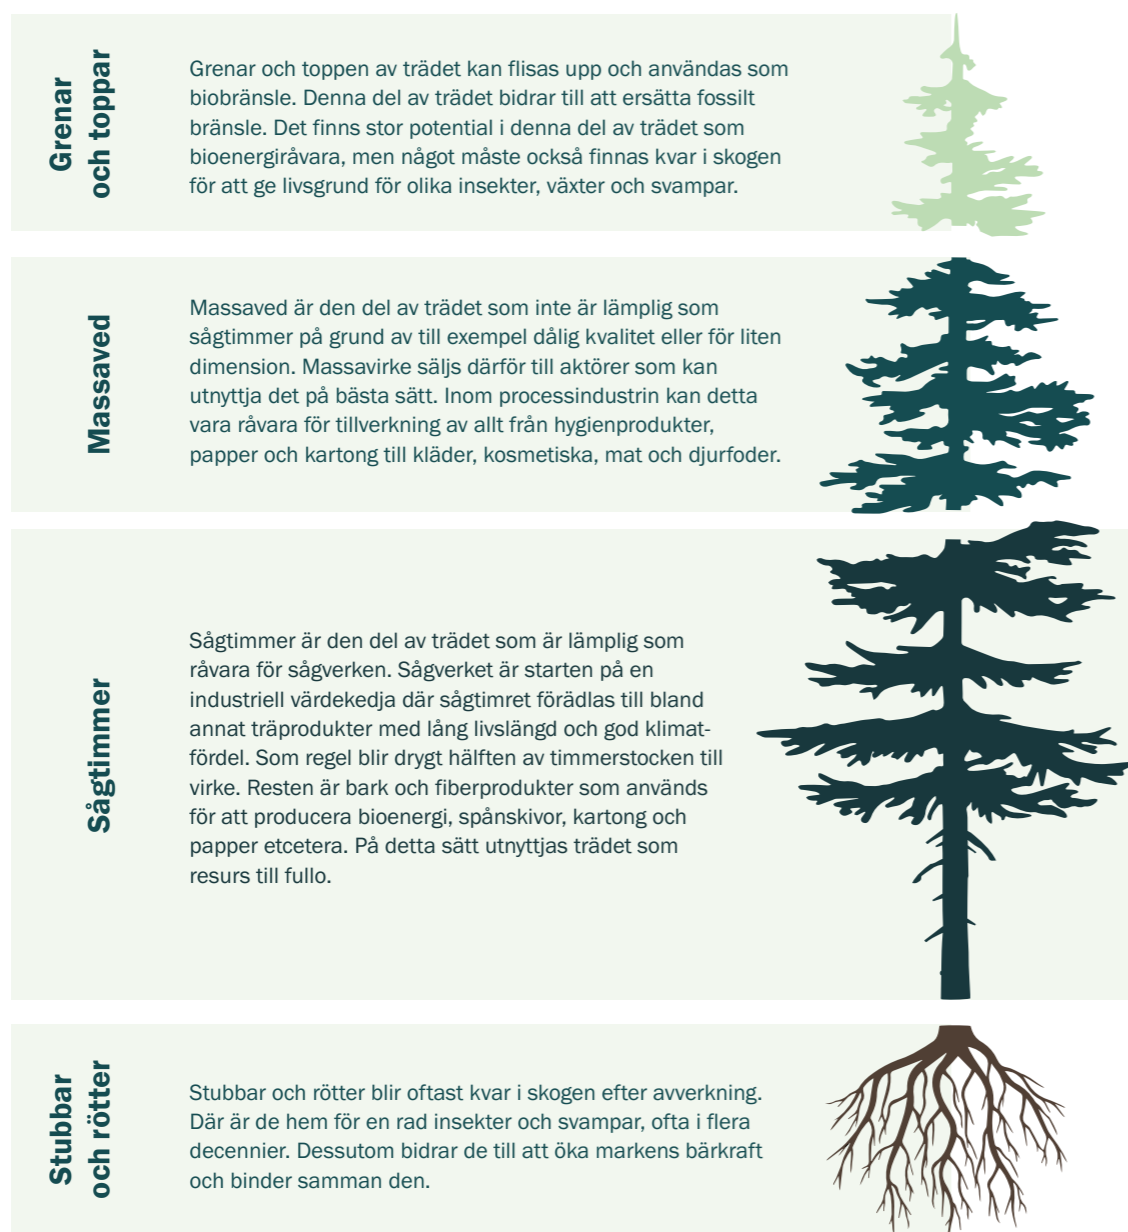 Grenar
och toppar
Grenar och toppen av trädet kan flisas upp och användas som
biobränsle. Denna del av trädet bidrar till att ersätta fossilt
bränsle. Det finns stor potential i denna del av trädet som
bioenergiråvara, men något måste också finnas kvar i skogen
för att ge livsgrund för olika insekter, växter och svampar.
Massaved
Massaved är den del av trädet som inte är lämplig som
sågtimmer på grund av till exempel dålig kvalitet eller för liten
dimension. Massavirke säljs därför till aktörer som kan
utnyttja det på bästa sätt. Inom processindustrin kan detta
vara råvara för tillverkning av allt från hygienprodukter,
papper och kartong till kläder, kosmetiska, mat och djurfoder.
Sågtimmer
Sågtimmer är den del av trädet som är lämplig som
råvara för sågverken. Sågverket är starten på en
industriell värdekedja där sågtimret förädlas till bland
annat träprodukter med lång livslängd och god klimat-
fördel. Som regel blir drygt hälften av timmerstocken till
virke. Resten är bark och fiberprodukter som används
för att producera bioenergi, spånskivor, kartong och
papper etcetera. På detta sätt utnyttjas trädet som
resurs till fullo.
Stubbar
och rötter
Stubbar och rötter blir oftast kvar i skogen efter avverkning.
Där är de hem för en rad insekter och svampar, ofta i flera
decennier. Dessutom bidrar de till att öka markens bärkraft
och binder samman den.